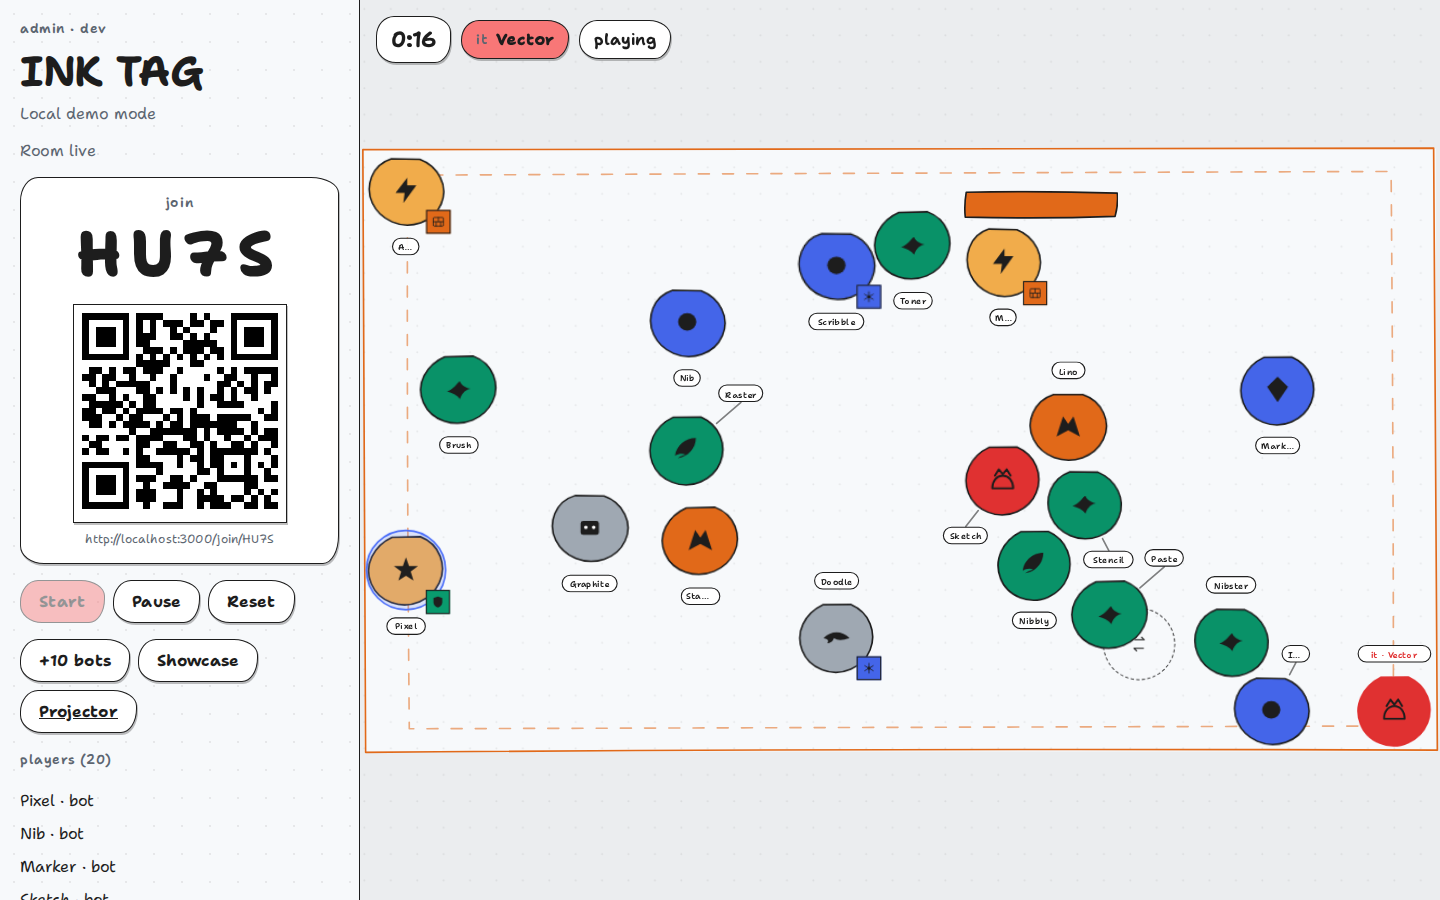 admin · dev
INK TAG
Local demo mode
Room live
join
HU7S
http://localhost:3000/join/HU7S
Start
Pause
Reset
+10 bots
Showcase
Projector
players (20)
Pixel · bot
Nib · bot
Marker · bot
Sketch · bot
0:16
it Vector
playing
A...
Scribble
Toner
M...
Nib
Raster
Brush
Lino
Mark...
Sketch
Stencil
Paste
Graphite
Sta...
Doodle
Nibster
Nibbly
Pixel
I...
it · Vector